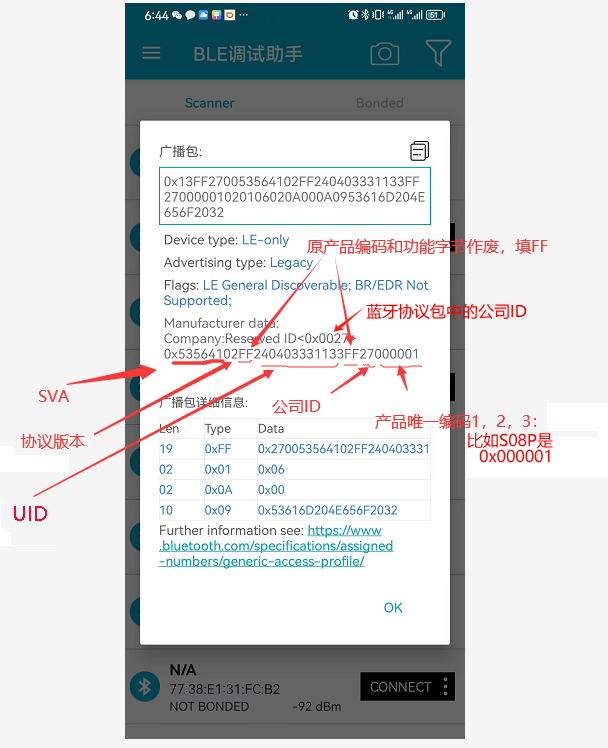 6:44
51
BLE调试助手
Scanner
Bonded
广播包:
0x13FF270053564102FF240403331133FF
27000001020106020A000A0953616D204E
656F2032
Device type: LE-only
原产品编码和功能字节作废，填FF
Advertising type: Legacy
Flags: LE General Discoverable; BR/EDR Not
Supported;
蓝牙协议包中的公司ID
Manufacturer data:
Company:Reserved ID<0x0027>
0x53564102FF240403331133FF27000001
SVA
公司ID
广播包详细信息:
产品唯一编码1，2，3：
比如S08P是
0x000001
协议版本
Len Type Data
19 0xFF 0x270053564102FF240403331
02 0x01 0x06
02 0x0A 0x00
10 0x09 0x53616D204E656F2032
UID
Further information see: https://www
.bluetooth.com/specifications/assigned
-numbers/generic-access-profile/
OK
N/A
77:38:E1:31:FC:B2
CONNECT
NOT BONDED
-92 dBm